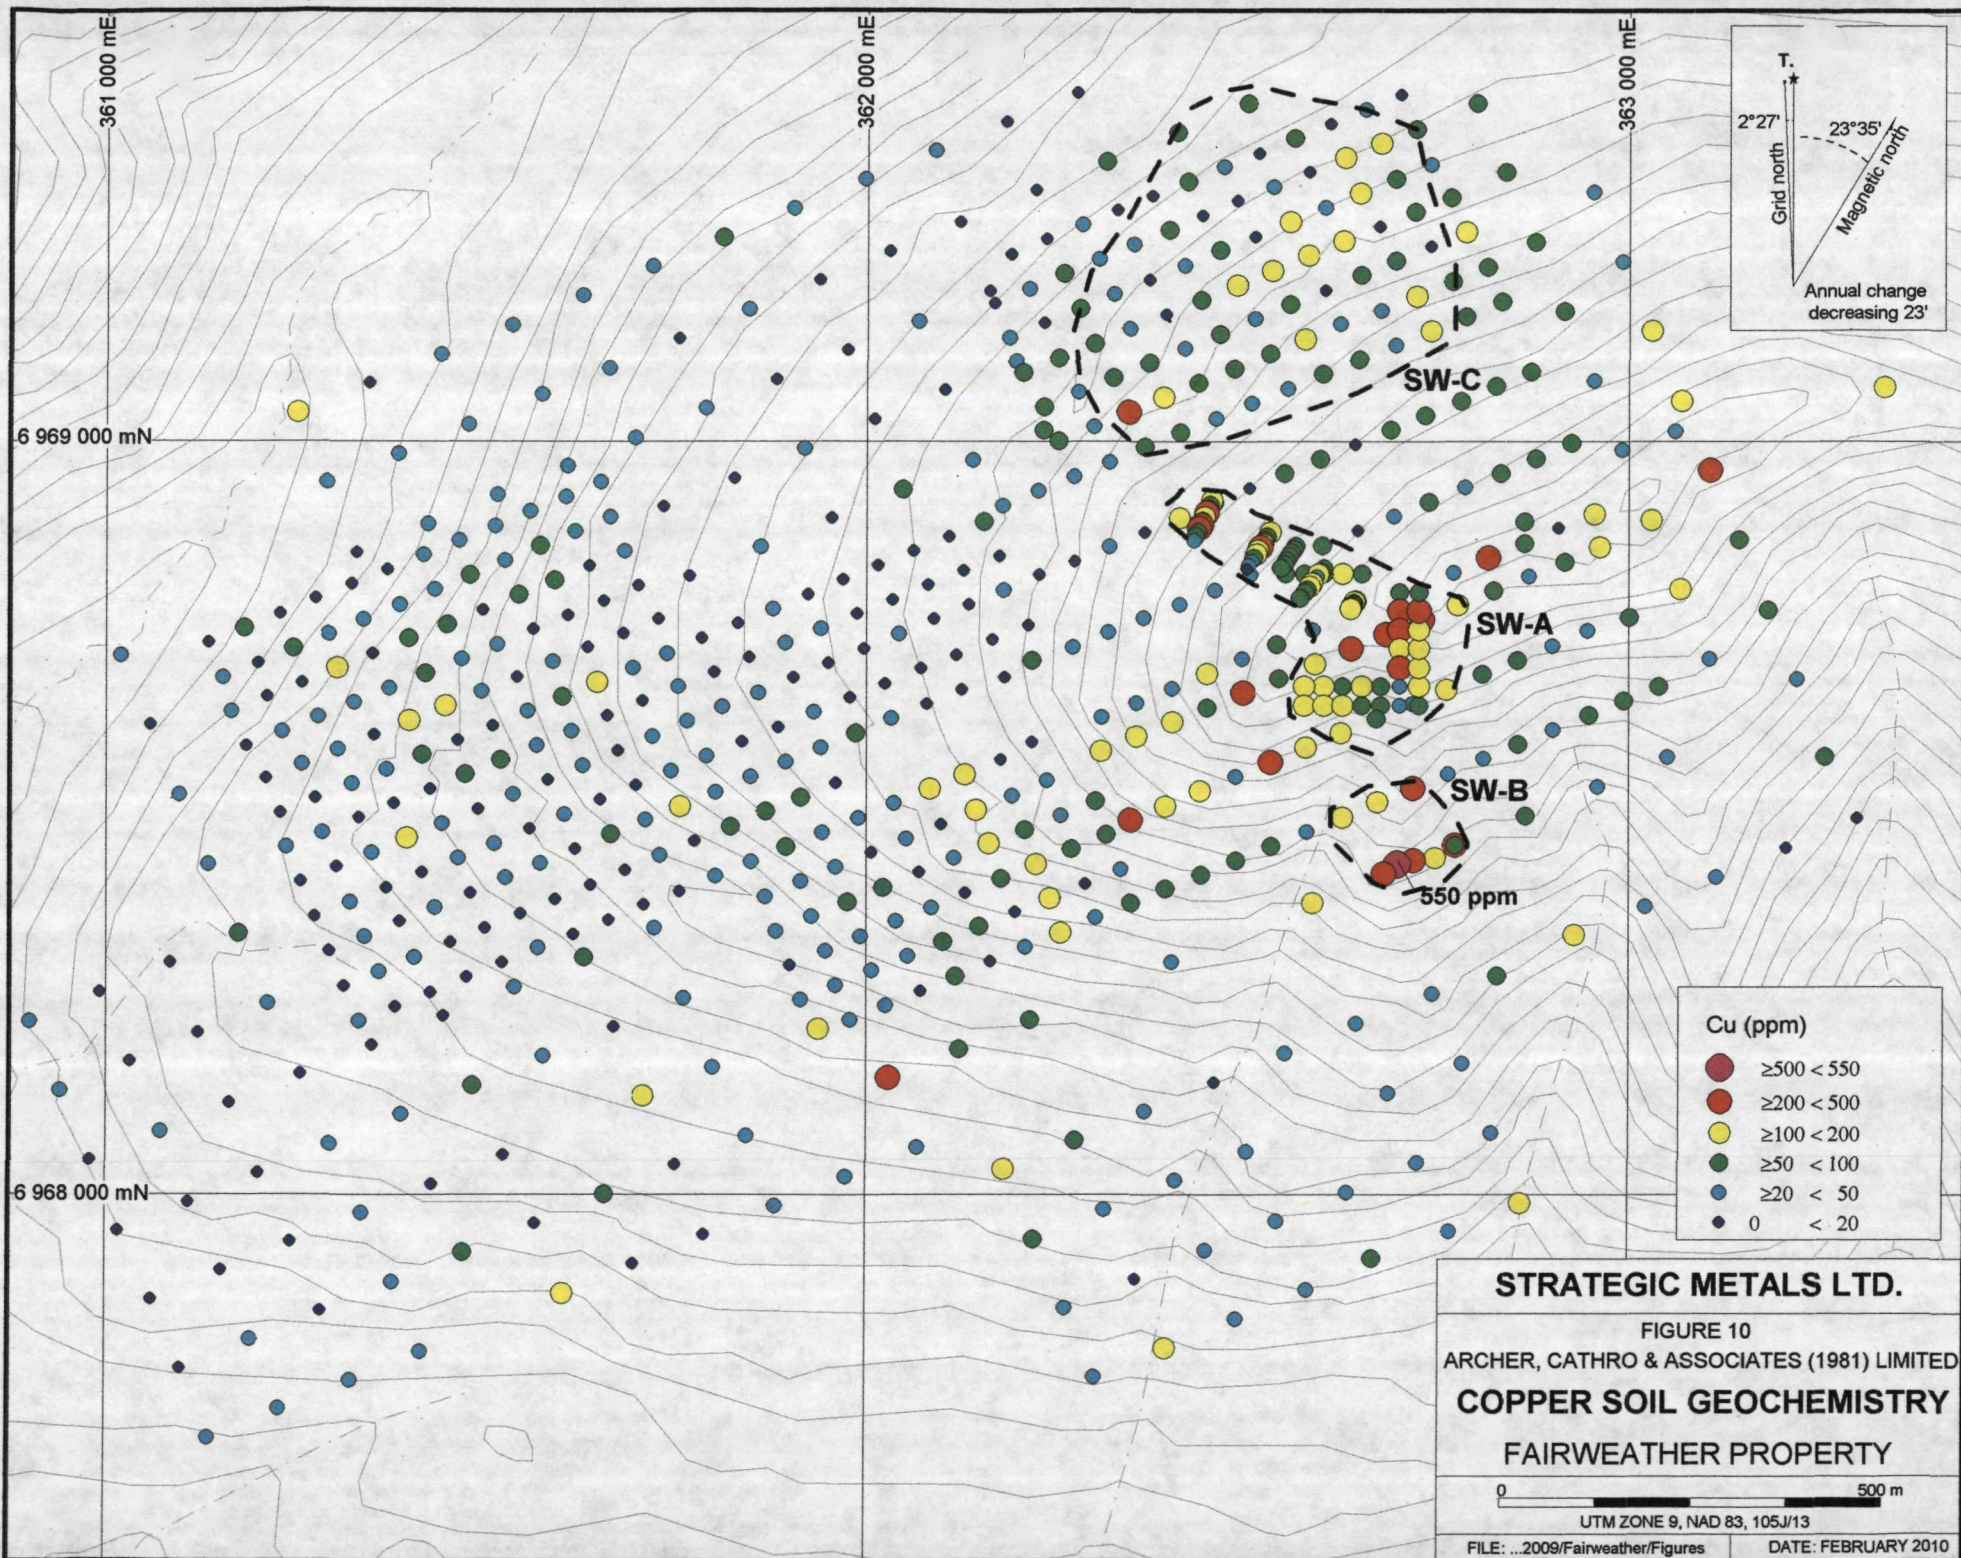 361 000 mE
362 000 mE
363 000 mE
T.
2°27'
23°35'
Grid north
Magnetic north
Annual change
decreasing 23'
SW-C
6 969 000 mN
SW-A
SW-B
550 ppm
Cu (ppm)
≥500 < 550
≥200 < 500
≥100 < 200
≥50 < 100
≥20 < 50
0 < 20
6 968 000 mN
STRATEGIC METALS LTD.
FIGURE 10
ARCHER, CATHRO & ASSOCIATES (1981) LIMITED
COPPER SOIL GEOCHEMISTRY
FAIRWEATHER PROPERTY
0 500 m
UTM ZONE 9, NAD 83, 105J/13
FILE: ...2009/Fairweather/Figures
DATE: FEBRUARY 2010